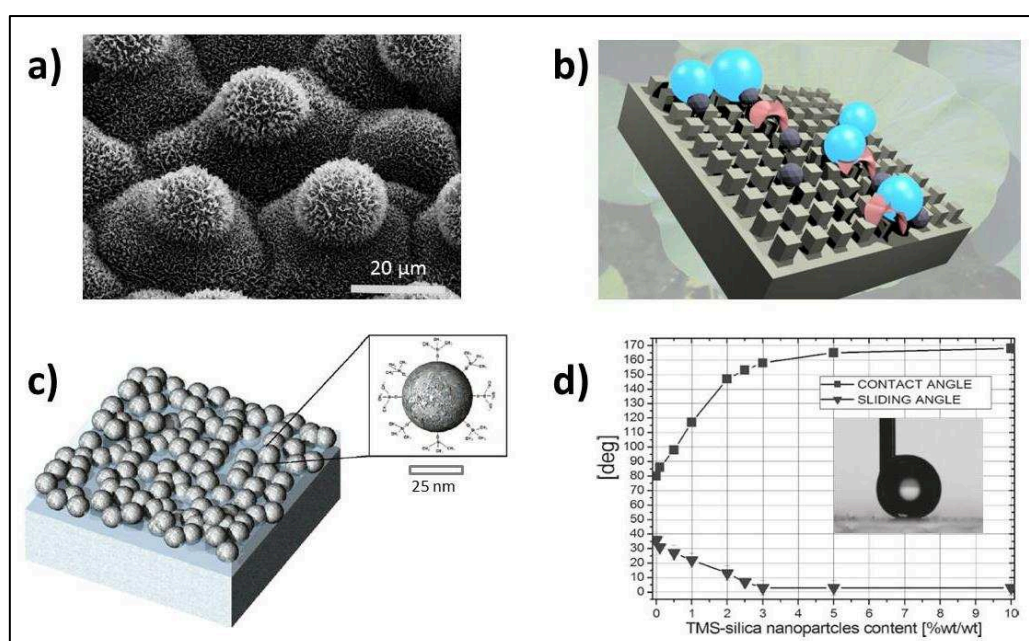 a)
20 µm
b)
c)
25 nm
d)
[deg]
170
160
150
140
130
120
110
100
90
80
70
60
50
40
30
20
10
0
CONTACT ANGLE
SLIDING ANGLE
0 1 2 3 4 5 6 7 8 9 10
TMS-silica nanopartcles content [%wt/wt]